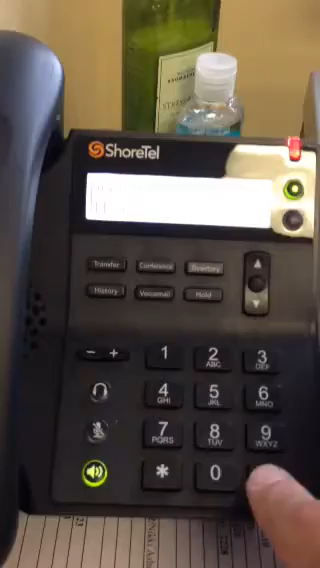 ShoreTel
Transfer Conference Directory
History Voicemail Hold
− +
1 2 ABC 3 DEF
4 GHI 5 JKL 6 MNO
7 PQRS 8 TUV 9 WXYZ
* 0